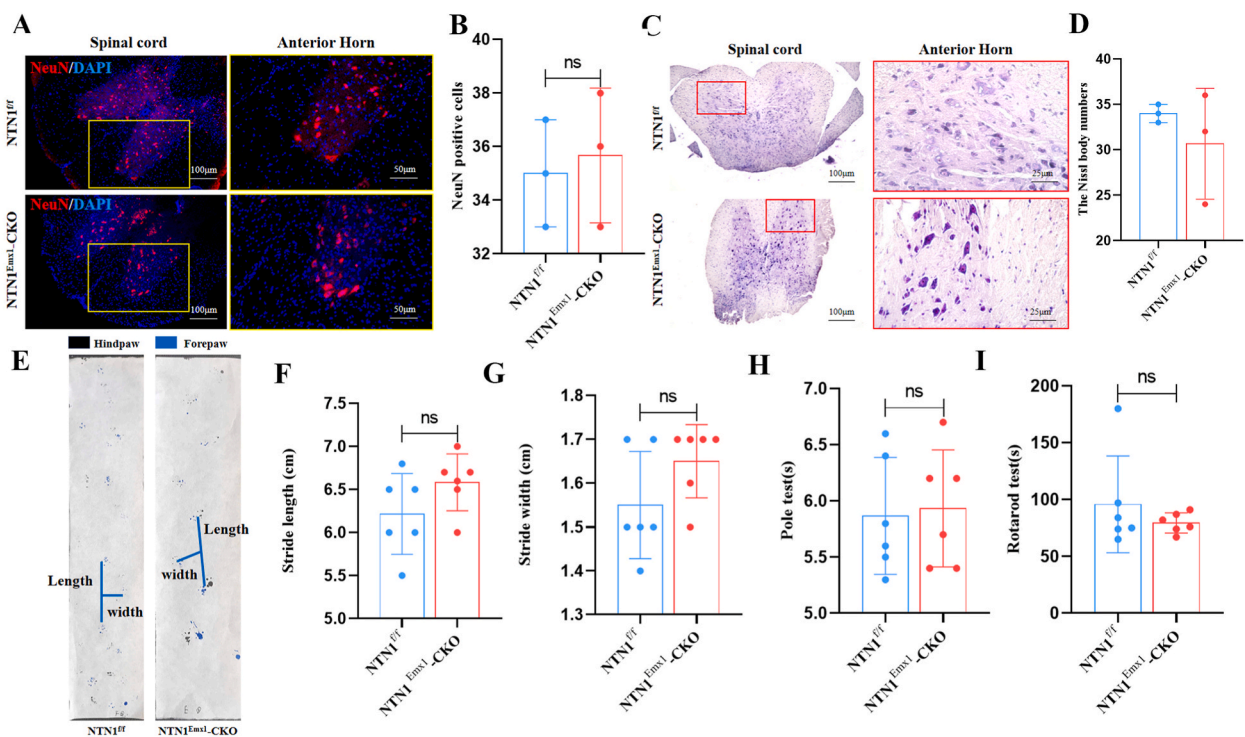 A
Spinal cord
Anterior Horn
NTN1f/f
NeuN/DAPI
100μm
50μm
NTN1Emx1-CKO
NeuN/DAPI
100μm
50μm
B
NeuN positive cells
40
38
36
34
32
ns
NTN1f/f
NTN1Emx1-CKO
C
Spinal cord
Anterior Horn
NTN1f/f
100μm
25μm
NTN1Emx1-CKO
100μm
25μm
D
The Nissl body numbers
40
35
30
25
20
NTN1f/f
NTN1Emx1-CKO
E
Hindpaw
Forepaw
Length
width
Length
width
NTN1f/f
NTN1Emx1-CKO
F
Stride length (cm)
7.5
7.0
6.5
6.0
5.5
5.0
ns
NTN1f/f
NTN1Emx1-CKO
G
Stride width (cm)
1.8
1.7
1.6
1.5
1.4
1.3
ns
NTN1f/f
NTN1Emx1-CKO
H
Pole test(s)
7.0
6.5
6.0
5.5
5.0
ns
NTN1f/f
NTN1Emx1-CKO
I
Rotarod test(s)
200
150
100
50
0
ns
NTN1f/f
NTN1Emx1-CKO